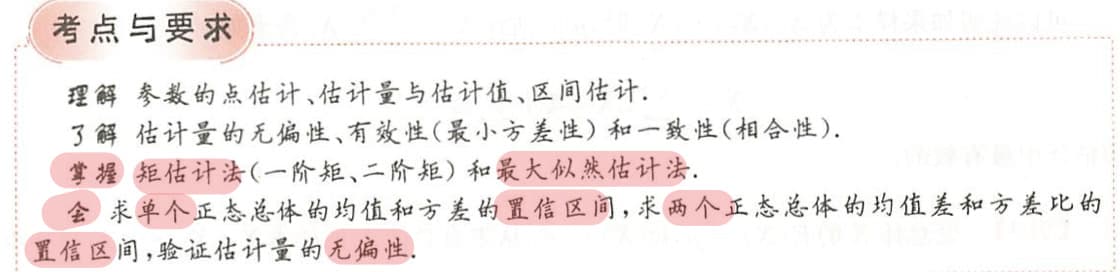 考点与要求
理解 参数的点估计、估计量与估计值、区间估计.
了解 估计量的无偏性、有效性(最小方差性)和一致性(相合性).
掌握 矩估计法(一阶矩、二阶矩)和最大似然估计法.
会 求单个正态总体的均值和方差的置信区间,求两个正态总体的均值差和方差比的
置信区间,验证估计量的无偏性.